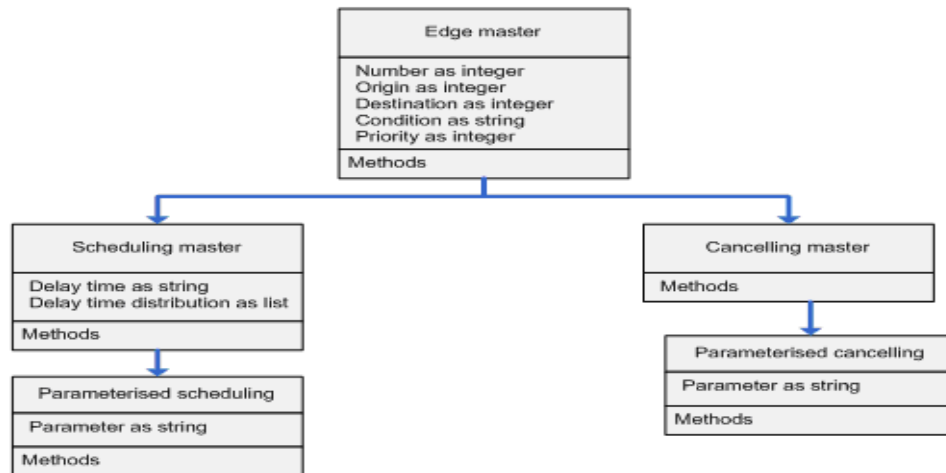 Edge master
Number as integer
Origin as integer
Destination as integer
Condition as string
Priority as integer
Methods
Scheduling master
Delay time as string
Delay time distribution as list
Methods
Cancelling master
Methods
Parameterised scheduling
Parameter as string
Methods
Parameterised cancelling
Parameter as string
Methods